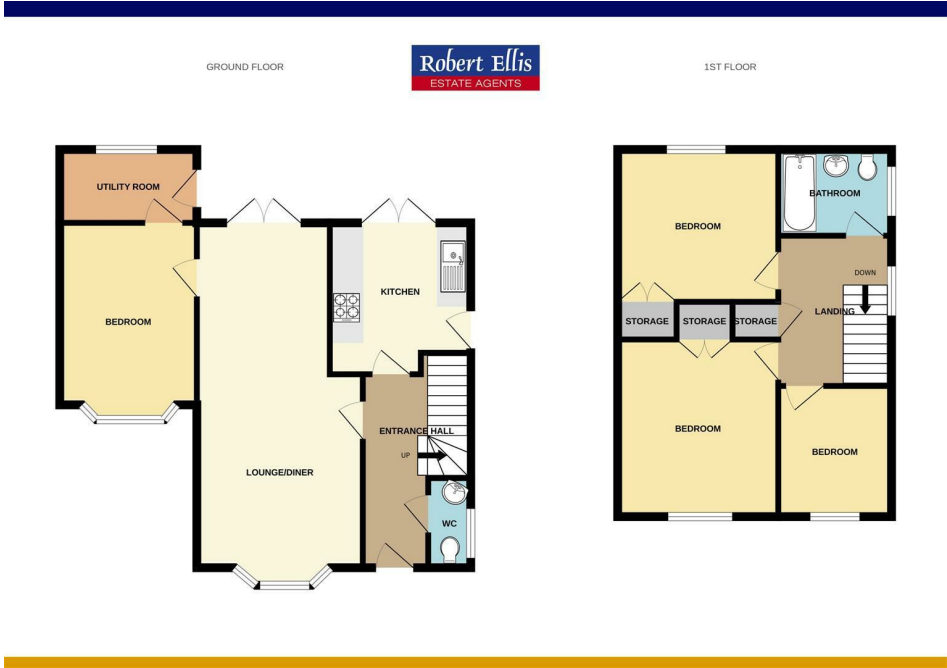 GROUND FLOOR
Robert Ellis
ESTATE AGENTS
1ST FLOOR
UTILITY ROOM
BEDROOM
LOUNGE/DINER
KITCHEN
ENTRANCE HALL
UP
WC
BEDROOM
BATHROOM
DOWN
LANDING
STORAGE
STORAGE
STORAGE
BEDROOM
BEDROOM